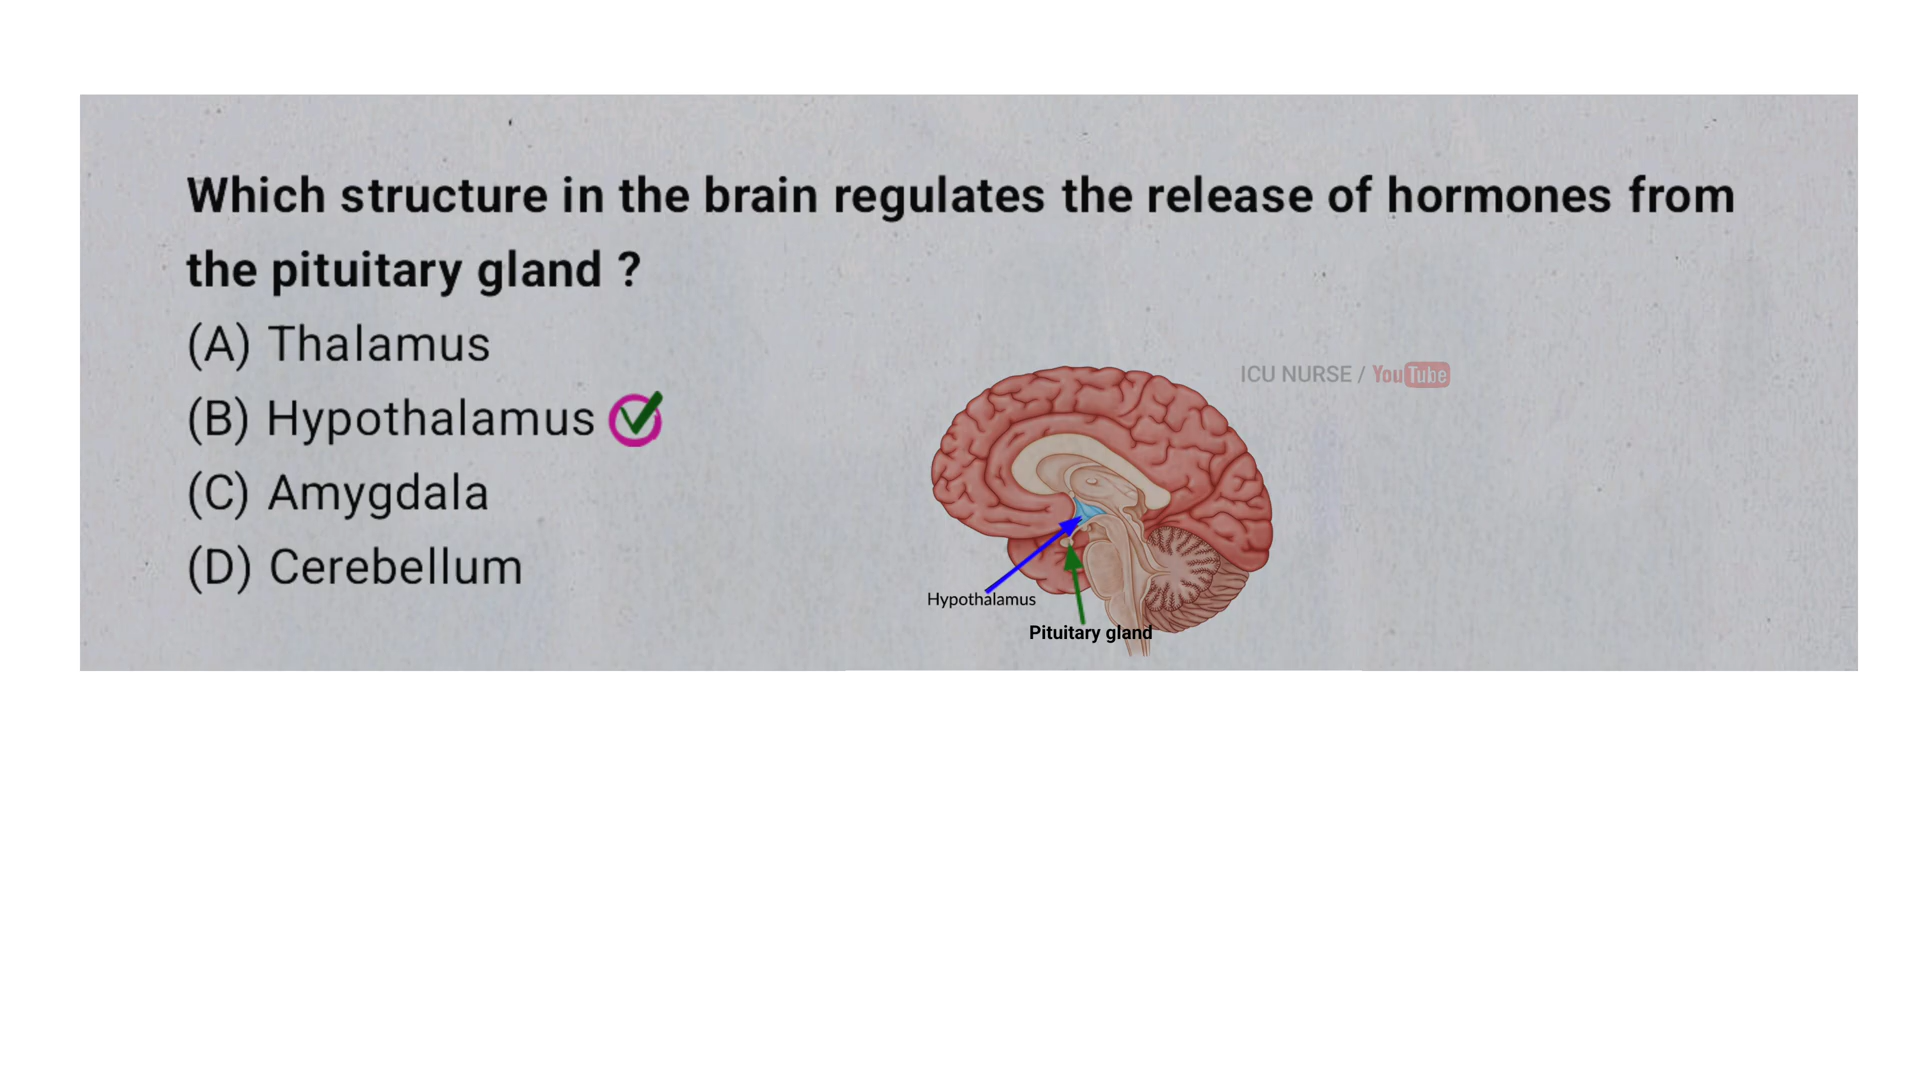 Which structure in the brain regulates the release of hormones from
the pituitary gland ?
(A) Thalamus
(B) Hypothalamus
(C) Amygdala
(D) Cerebellum
ICU NURSE / YouTube
Hypothalamus
Pituitary gland